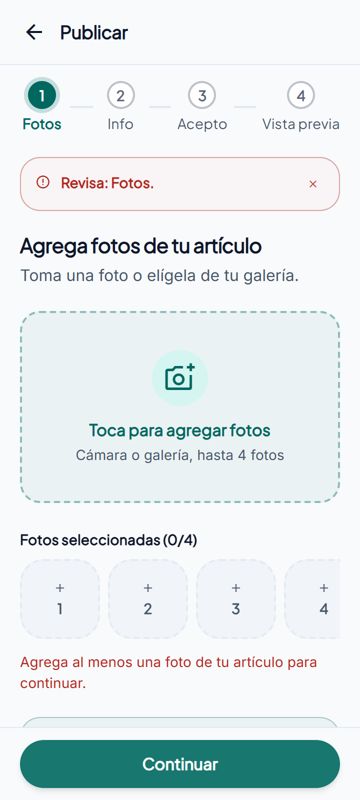 Publicar
1
2
3
4
Fotos
Info
Acepto
Vista previa
Revisa: Fotos.
Agrega fotos de tu artículo
Toma una foto o elígela de tu galería.
Toca para agregar fotos
Cámara o galería, hasta 4 fotos
Fotos seleccionadas (0/4)
+
1
+
2
+
3
+
4
Agrega al menos una foto de tu artículo para
continuar.
Continuar